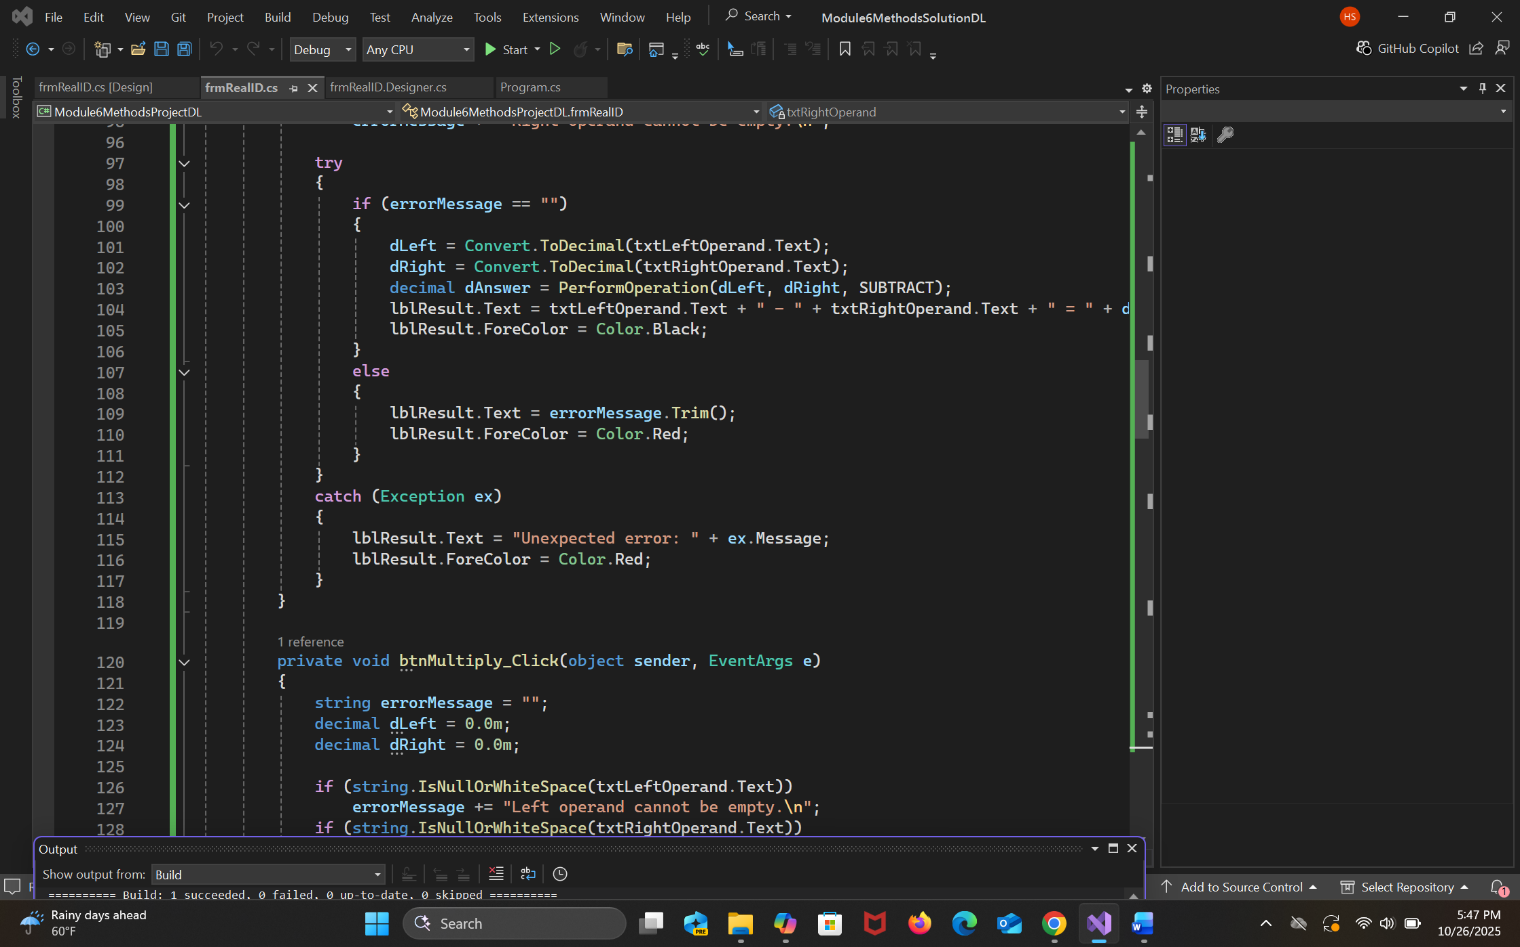 File Edit View Git Project Build Debug Test Analyze Tools Extensions Window Help Search Module6MethodsSolutionDL HS
Debug Any CPU Start GitHub Copilot
Toolbox
frmRealID.cs [Design] frmRealID.cs frmRealID.Designer.cs Program.cs
Properties
C# Module6MethodsProjectDL Module6MethodsProjectDL.frmRealID txtRightOperand
96
97 try
98 {
99 if (errorMessage == "")
100 {
101 dLeft = Convert.ToDecimal(txtLeftOperand.Text);
102 dRight = Convert.ToDecimal(txtRightOperand.Text);
103 decimal dAnswer = PerformOperation(dLeft, dRight, SUBTRACT);
104 lblResult.Text = txtLeftOperand.Text + " - " + txtRightOperand.Text + " = " + d
105 lblResult.ForeColor = Color.Black;
106 }
107 else
108 {
109 lblResult.Text = errorMessage.Trim();
110 lblResult.ForeColor = Color.Red;
111 }
112 }
113 catch (Exception ex)
114 {
115 lblResult.Text = "Unexpected error: " + ex.Message;
116 lblResult.ForeColor = Color.Red;
117 }
118 }
119
1 reference
120 private void btnMultiply_Click(object sender, EventArgs e)
121 {
122 string errorMessage = "";
123 decimal dLeft = 0.0m;
124 decimal dRight = 0.0m;
125
126 if (string.IsNullOrWhiteSpace(txtLeftOperand.Text))
127 errorMessage += "Left operand cannot be empty.\n";
128 if (string.IsNullOrWhiteSpace(txtRightOperand.Text))
Output
Show output from: Build
========== Build: 1 succeeded, 0 failed, 0 up-to-date, 0 skipped ==========
Add to Source Control Select Repository 1
Rainy days ahead
60°F
Search
PRE
5:47 PM
10/26/2025